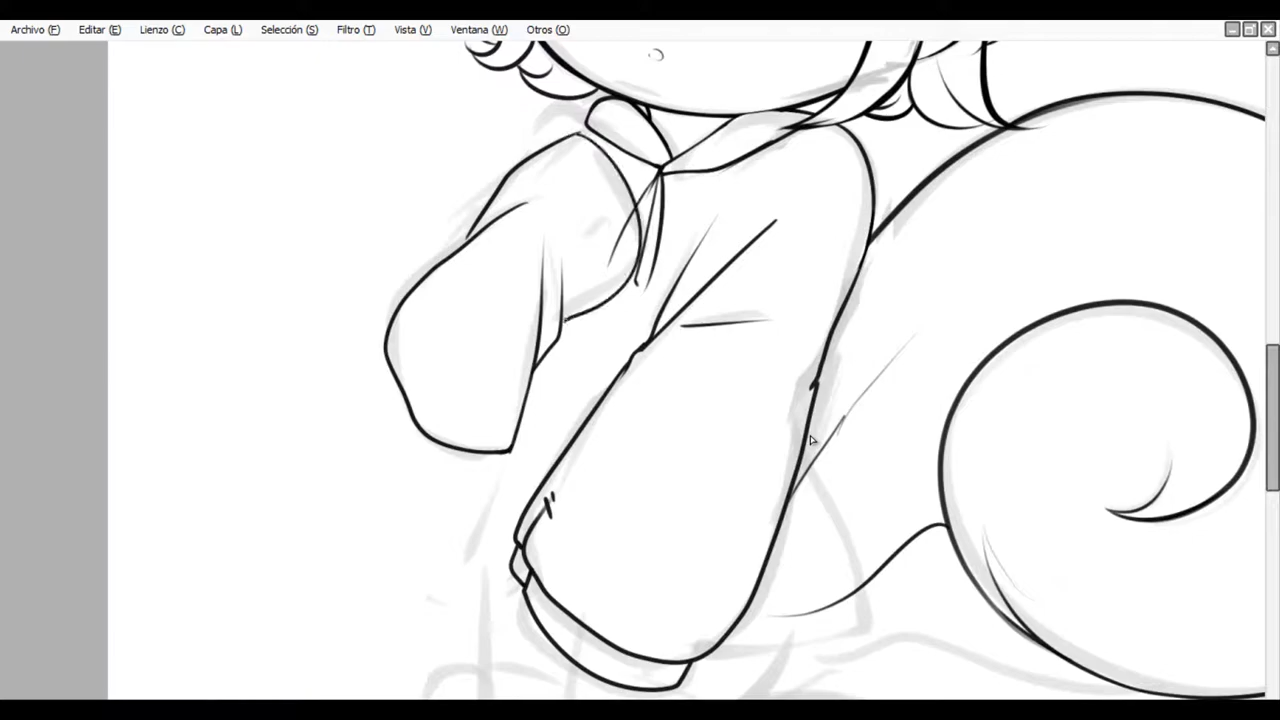 Archivo (F) Editar (E) Lienzo (C) Capa (L) Selección (S) Filtro (T) Vista (V) Ventana (W) Otros (O)